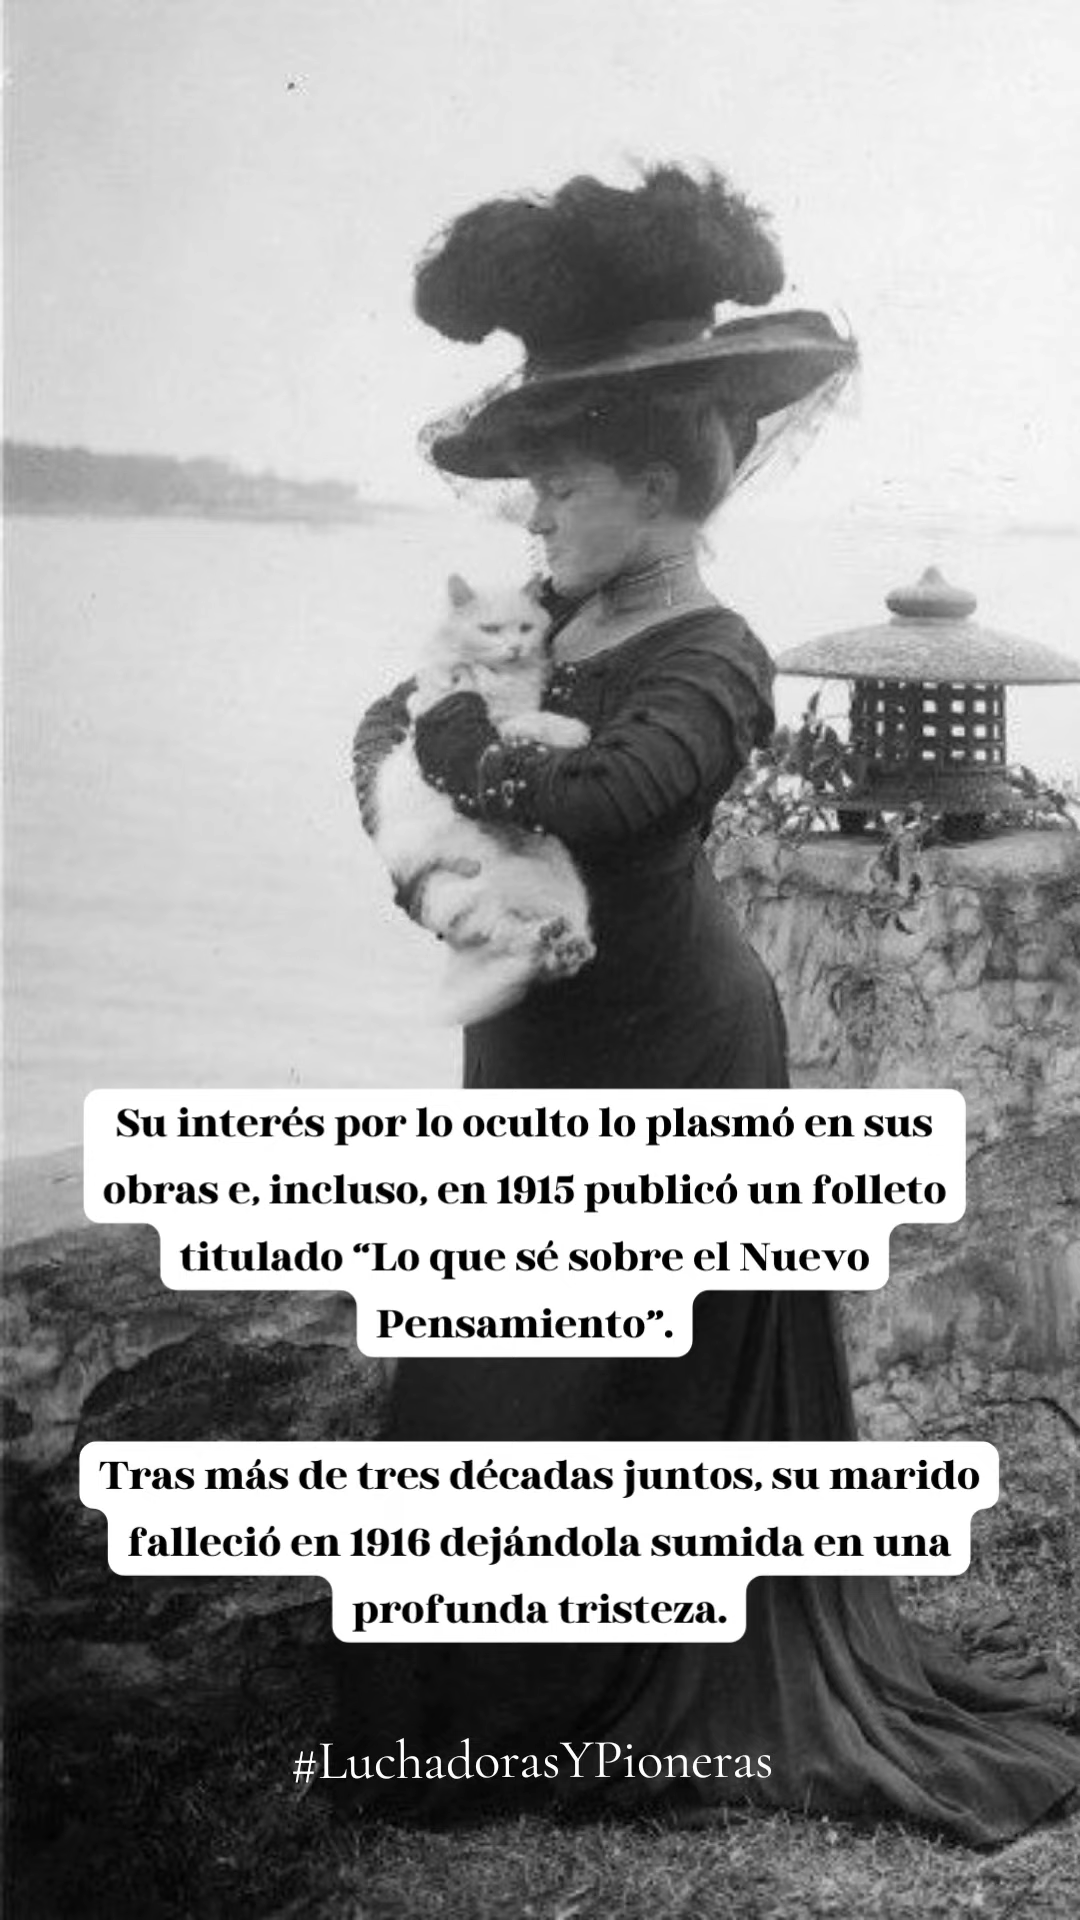 Su interés por lo oculto lo plasmó en sus
obras e, incluso, en 1915 publicó un folleto
titulado “Lo que sé sobre el Nuevo
Pensamiento”.
Tras más de tres décadas juntos, su marido
falleció en 1916 dejándola sumida en una
profunda tristeza.
#LuchadorasYPioneras